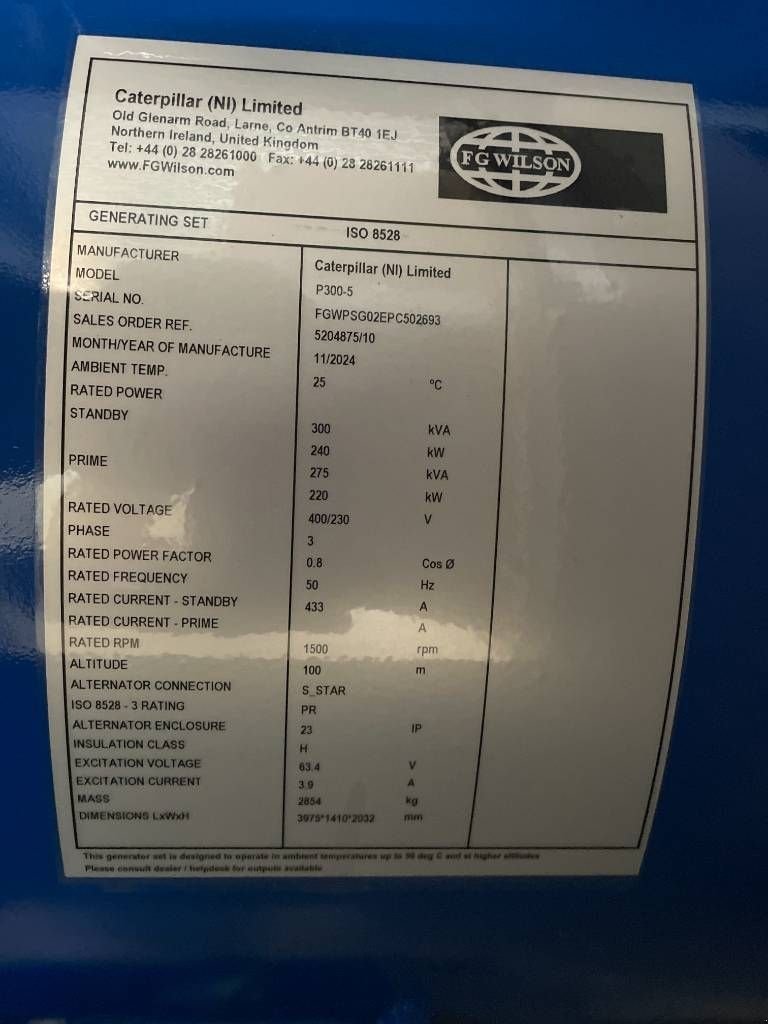 Caterpillar (NI) Limited
Old Glenarm Road, Larne, Co Antrim BT40 1EJ
Northern Ireland, United Kingdom
Tel: +44 (0) 28 28261000 Fax: +44 (0) 28 28261111
www.FGWilson.com
FG WILSON
GENERATING SET ISO 8528
MANUFACTURER Caterpillar (NI) Limited
MODEL P300-5
SERIAL NO. FGWPSG02EPC502693
SALES ORDER REF. 5204875/10
MONTH/YEAR OF MANUFACTURE 11/2024
AMBIENT TEMP. 25 ºC
RATED POWER
STANDBY 300 kVA
240 kW
PRIME 275 kVA
220 kW
RATED VOLTAGE 400/230 V
PHASE 3
RATED POWER FACTOR 0.8 Cos Ø
RATED FREQUENCY 50 Hz
RATED CURRENT - STANDBY 433 A
RATED CURRENT - PRIME A
RATED RPM 1500 rpm
ALTITUDE 100 m
ALTERNATOR CONNECTION S_STAR
ISO 8528 - 3 RATING PR
ALTERNATOR ENCLOSURE 23 IP
INSULATION CLASS H
EXCITATION VOLTAGE 63.4 V
EXCITATION CURRENT 3.9 A
MASS 2854 kg
DIMENSIONS LxWxH 3975*1410*2032 mm
This generator set is designed to operate in ambient temperatures up to deg C and at higher altitudes
Please consult dealer / helpdesk for outputs available